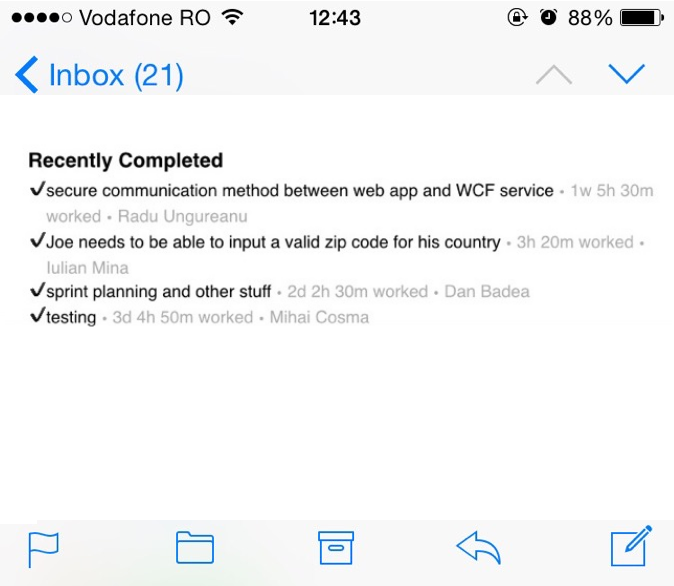 Vodafone RO 12:43 88%
Inbox (21)
Recently Completed
✓secure communication method between web app and WCF service • 1w 5h 30m
worked • Radu Ungureanu
✓Joe needs to be able to input a valid zip code for his country • 3h 20m worked •
Iulian Mina
✓sprint planning and other stuff • 2d 2h 30m worked • Dan Badea
✓testing • 3d 4h 50m worked • Mihai Cosma